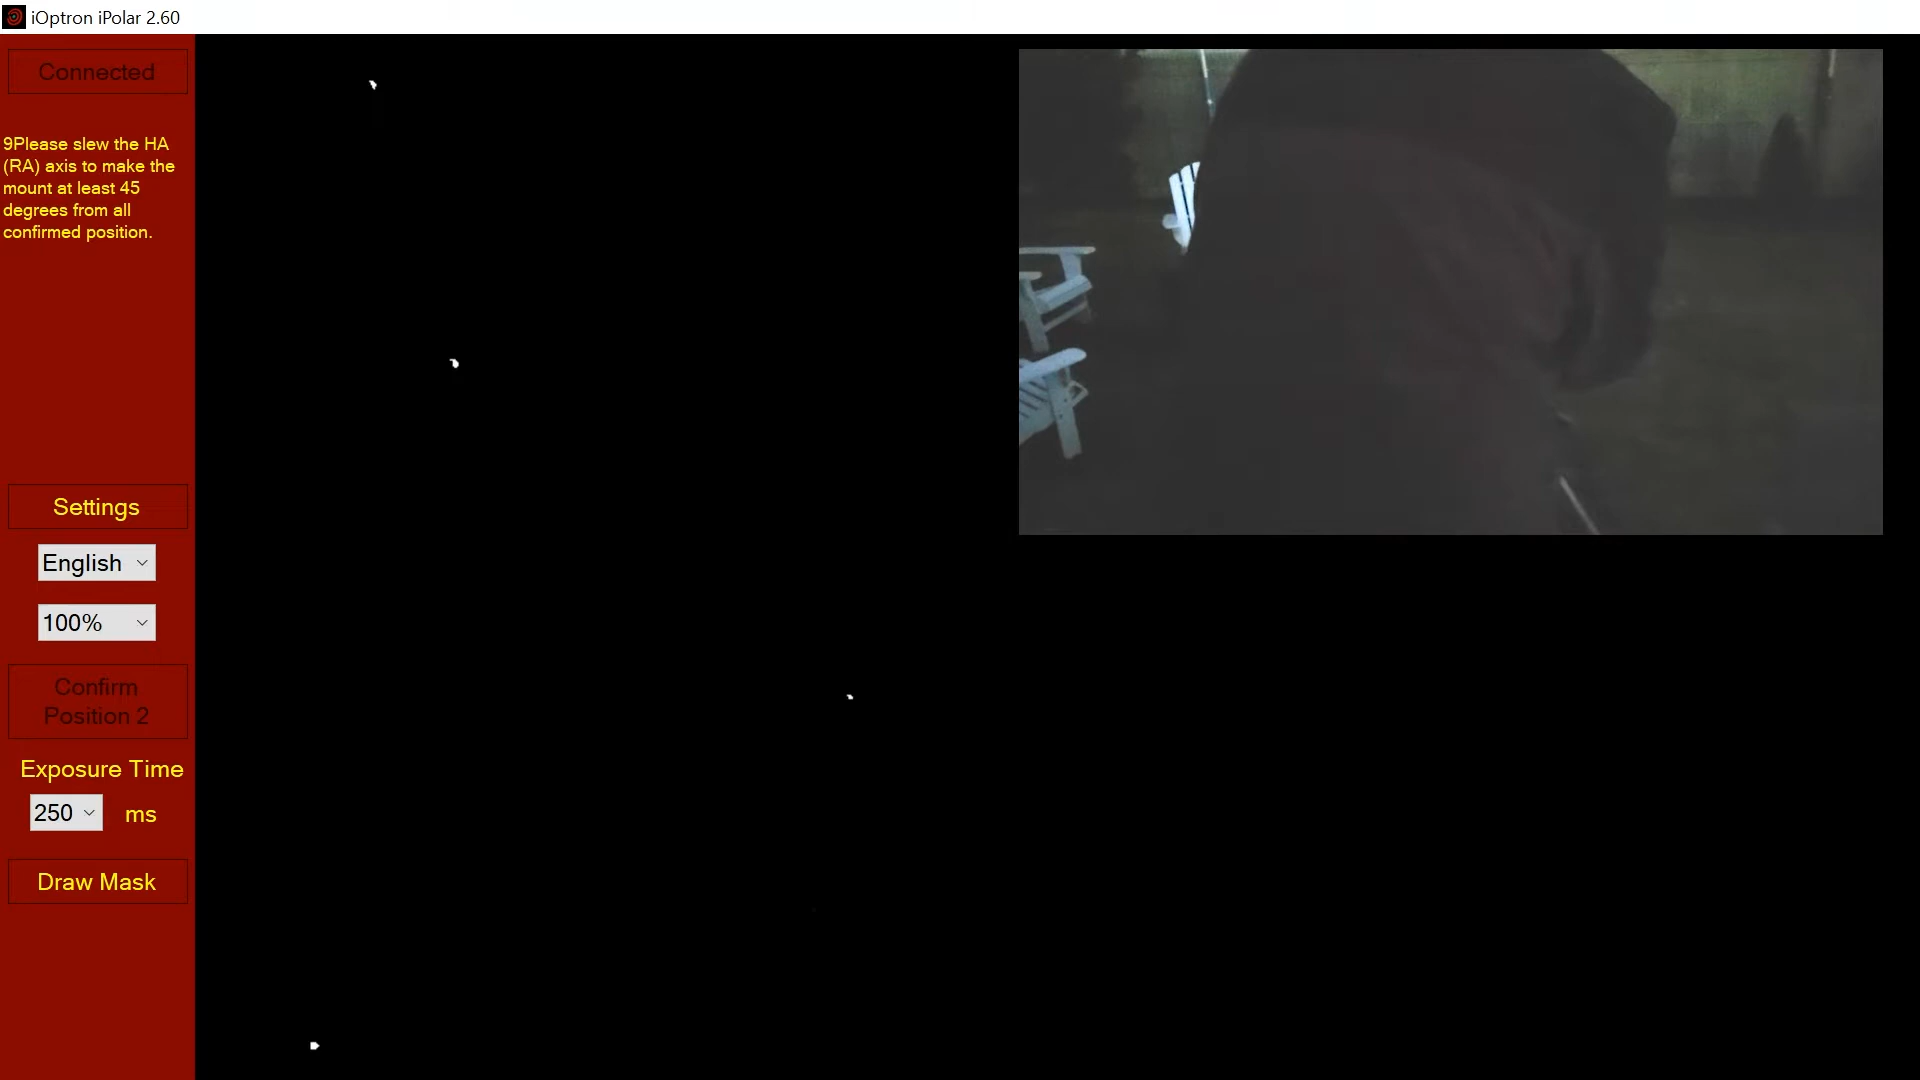 iOptron iPolar 2.60
Connected
9Please slew the HA
(RA) axis to make the
mount at least 45
degrees from all
confirmed position.
Settings
English
100%
Confirm
Position 2
Exposure Time
250 ms
Draw Mask